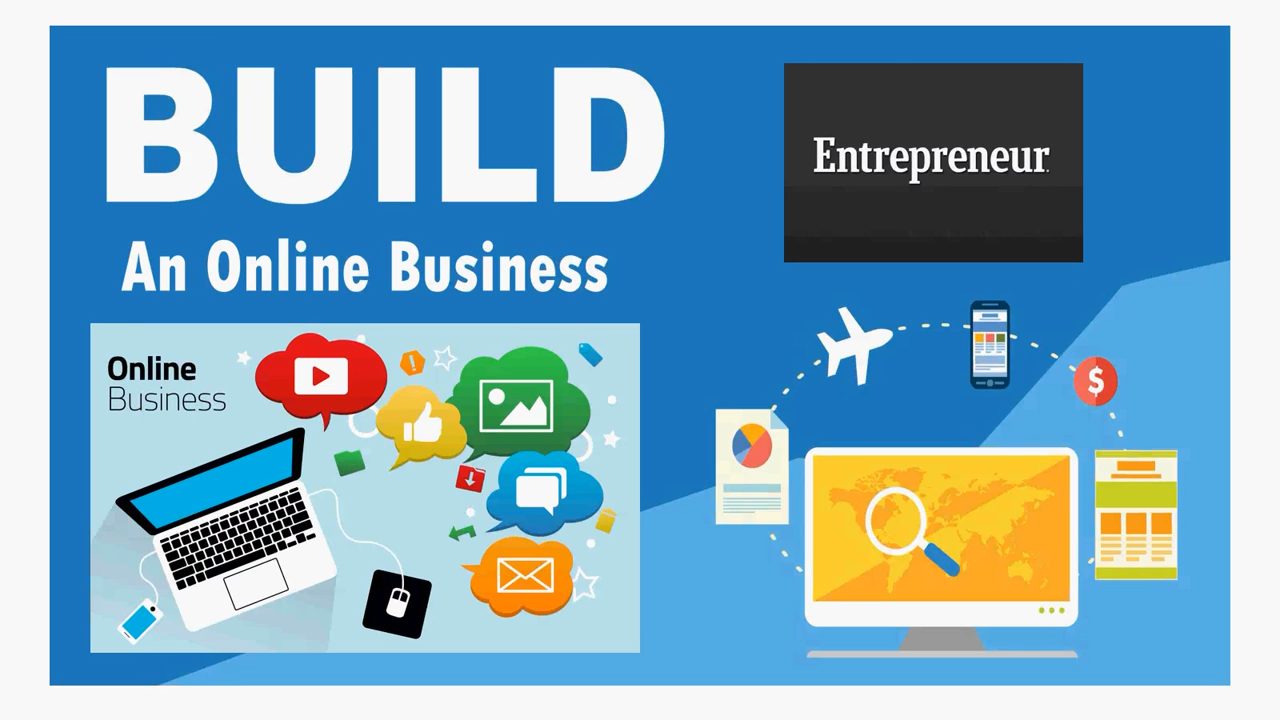 BUILD
An Online Business
Entrepreneur.
Online
Business
!
$